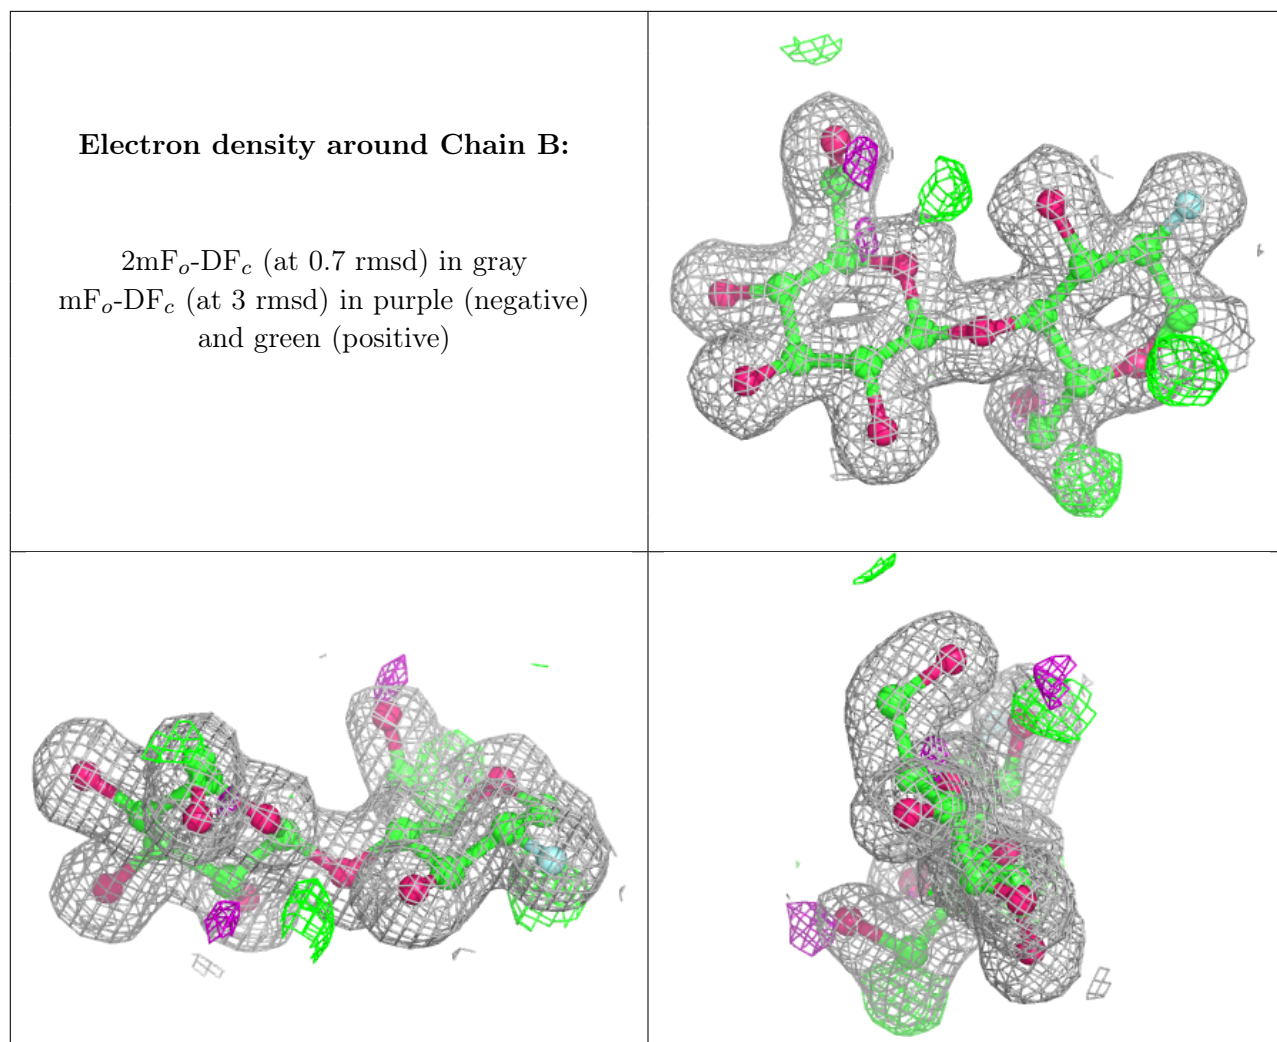 Electron density around Chain B:
2mFo-DFc (at 0.7 rmsd) in gray
mFo-DFc (at 3 rmsd) in purple (negative)
and green (positive)